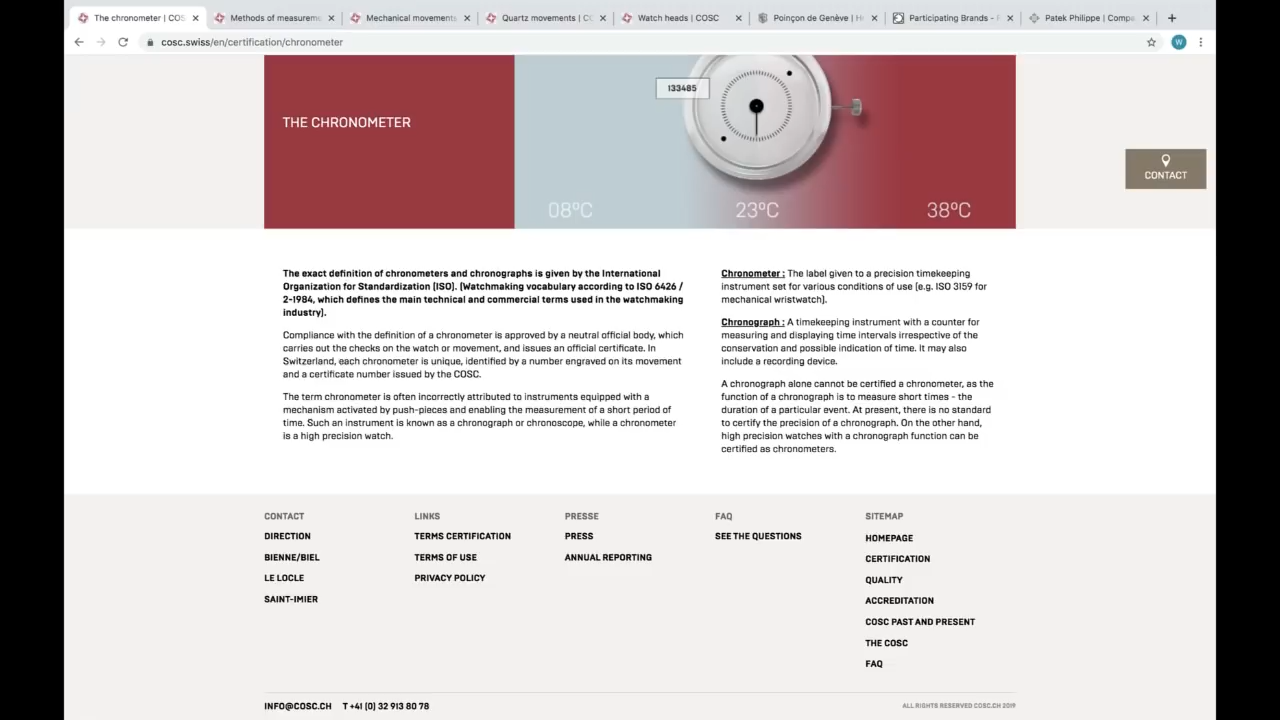 The chronometer | COS
Methods of measureme
Mechanical movements
Quartz movements | CO
Watch heads | COSC
Poinçon de Genève | H
Participating Brands -
Patek Philippe | Compa
cosc.swiss/en/certification/chronometer
W
THE CHRONOMETER
133485
08°C
23°C
38°C
CONTACT
The exact definition of chronometers and chronographs is given by the International
Organization for Standardization (ISO). (Watchmaking vocabulary according to ISO 6426 /
2-1984, which defines the main technical and commercial terms used in the watchmaking
industry).
Compliance with the definition of a chronometer is approved by a neutral official body, which
carries out the checks on the watch or movement, and issues an official certificate. In
Switzerland, each chronometer is unique, identified by a number engraved on its movement
and a certificate number issued by the COSC.
The term chronometer is often incorrectly attributed to instruments equipped with a
mechanism activated by push-pieces and enabling the measurement of a short period of
time. Such an instrument is known as a chronograph or chronoscope, while a chronometer
is a high precision watch.
Chronometer : The label given to a precision timekeeping
instrument set for various conditions of use (e.g. ISO 3159 for
mechanical wristwatch).
Chronograph : A timekeeping instrument with a counter for
measuring and displaying time intervals irrespective of the
conservation and possible indication of time. It may also
include a recording device.
A chronograph alone cannot be certified a chronometer, as the
function of a chronograph is to measure short times - the
duration of a particular event. At present, there is no standard
to certify the precision of a chronograph. On the other hand,
high precision watches with a chronograph function can be
certified as chronometers.
CONTACT
DIRECTION
BIENNE/BIEL
LE LOCLE
SAINT-IMIER
LINKS
TERMS CERTIFICATION
TERMS OF USE
PRIVACY POLICY
PRESSE
PRESS
ANNUAL REPORTING
FAQ
SEE THE QUESTIONS
SITEMAP
HOMEPAGE
CERTIFICATION
QUALITY
ACCREDITATION
COSC PAST AND PRESENT
THE COSC
FAQ
INFO@COSC.CH T +41 (0) 32 913 80 78
ALL RIGHTS RESERVED COSC.CH 2019